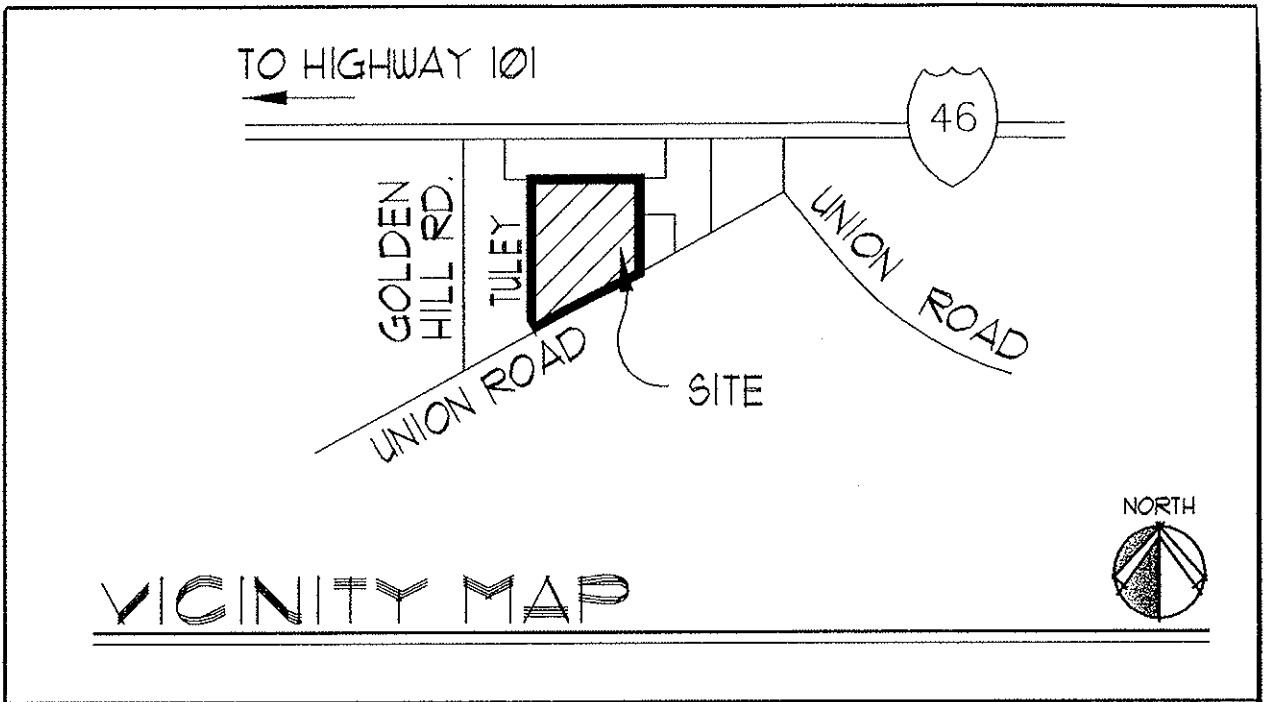 TO HIGHWAY 101
46
GOLDEN
HILL RD.
TULEY
UNION ROAD
UNION ROAD
SITE
NORTH
VICINITY MAP